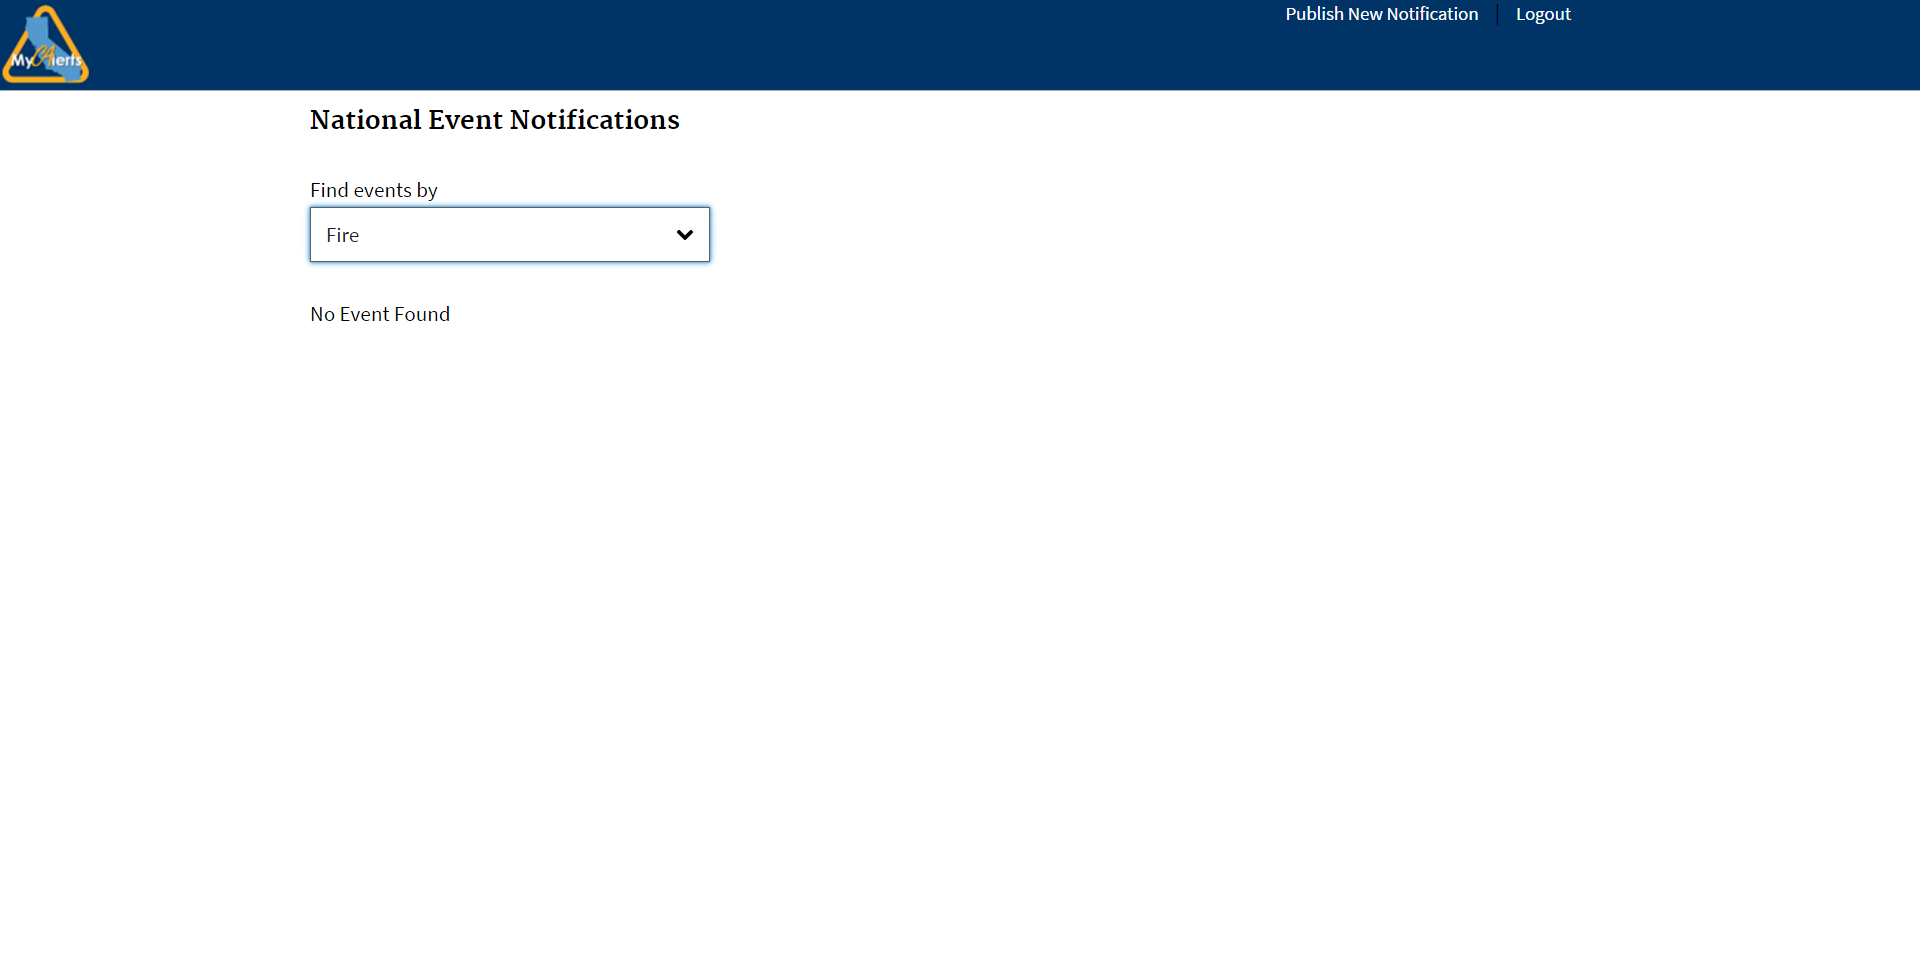 MyCAlerts
Publish New Notification
Logout
National Event Notifications
Find events by
Fire
No Event Found